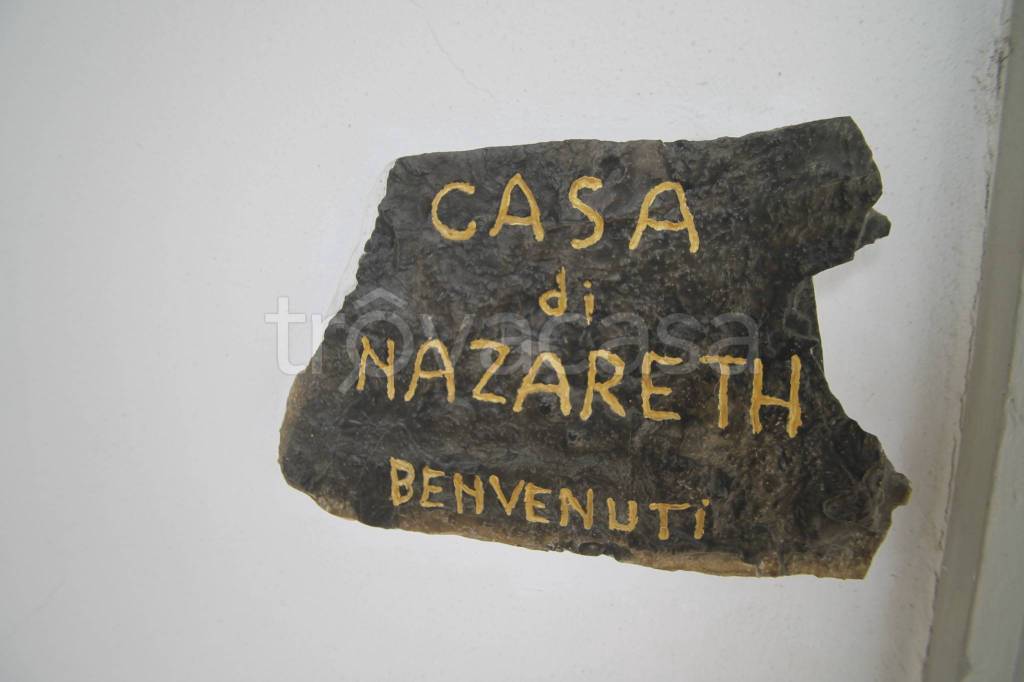 CASA
di
NAZARETH
BENVENUTi
trovacasa